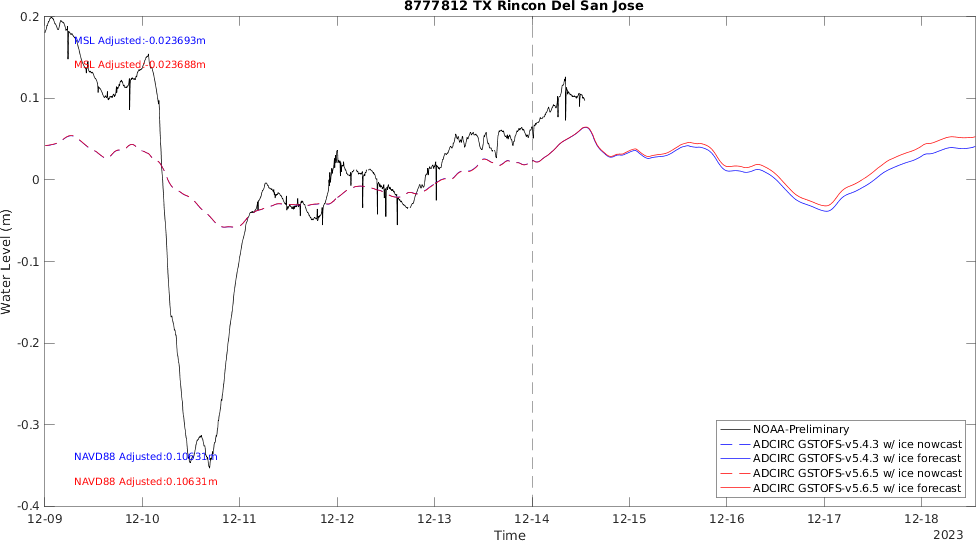 8777812 TX Rincon Del San Jose
0.2
MSL Adjusted:-0.023693m
MSL Adjusted:-0.023688m
0.1
0
-0.1
-0.2
-0.3
-0.4
Water Level (m)
NAVD88 Adjusted:0.10631m
NAVD88 Adjusted:0.10631m
NOAA-Preliminary
ADCIRC GSTOFS-v5.4.3 w/ ice nowcast
ADCIRC GSTOFS-v5.4.3 w/ ice forecast
ADCIRC GSTOFS-v5.6.5 w/ ice nowcast
ADCIRC GSTOFS-v5.6.5 w/ ice forecast
12-09 12-10 12-11 12-12 12-13 12-14 12-15 12-16 12-17 12-18
Time
2023